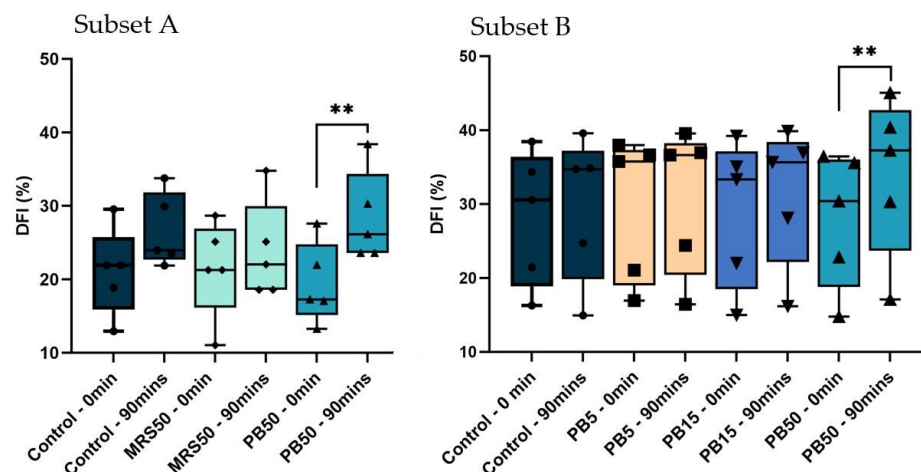 Subset A
50
40
30
20
10
DFI (%)
**
Control - 0min
Control - 90mins
MRS50 - 0min
MRS50 - 90mins
PB50 - 0min
PB50 - 90mins
Subset B
50
40
30
20
10
DFI (%)
**
Control - 0 min
Control - 90mins
PB5 - 0min
PB5 - 90mins
PB15 - 0min
PB15 - 90mins
PB50 - 0min
PB50 - 90mins